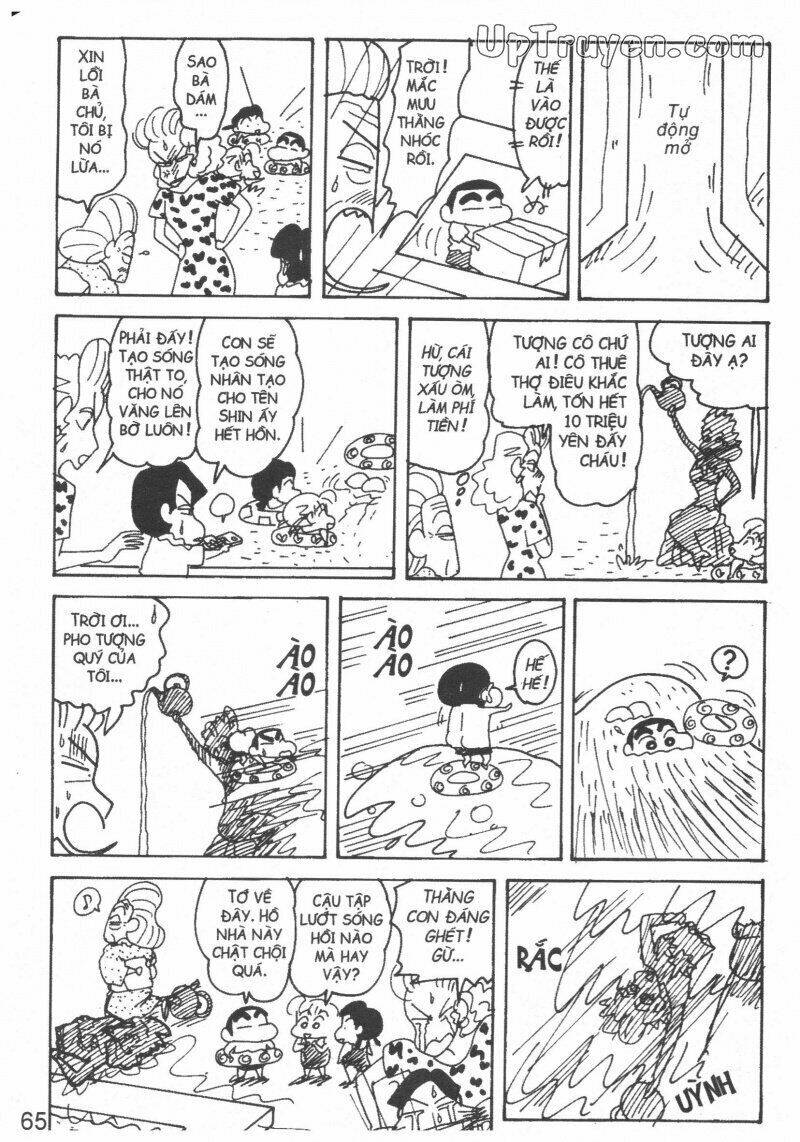 UpTruyen.com
Tự
động
mở
THẾ
LÀ
VÀO
ĐƯỢC
RỒI!
TRỜI!
MẮC
MƯU
THẰNG
NHÓC
RỒI.
SAO
BÀ
DÁM
...
XIN
LỖI
BÀ
CHỦ,
TÔI BỊ
NÓ
LỪA...
TƯỢNG AI
ĐÂY Ạ?
TƯỢNG CÔ CHỨ
AI! CÔ THUÊ
THỢ ĐIÊU KHẮC
LÀM, TỐN HẾT
10 TRIỆU
YÊN ĐẤY
CHÁU!
HỪ, CÁI
TƯỢNG
XẤU ÒM,
LÀM PHÍ
TIỀN!
CON SẼ
TẠO SÓNG
NHÂN TẠO
CHO TÊN
SHIN ẤY
HẾT HỒN.
PHẢI ĐẤY!
TẠO SÓNG
THẬT TO,
CHO NÓ
VĂNG LÊN
BỜ LUÔN!
?
HẾ
HẾ!
ÀO
ÀO
ÀO
ÀO
TRỜI ƠI...
PHO TƯỢNG
QUÝ CỦA
TÔI...
RẮC
UỲNH
THẰNG
CON ĐÁNG
GHÉT!
GỪ...
CẬU TẬP
LƯỚT SÓNG
HỒI NÀO
MÀ HAY
VẬY?
TỚ VỀ
ĐÂY. HỒ
NHÀ NÀY
CHẬT CHỘI
QUÁ.
65